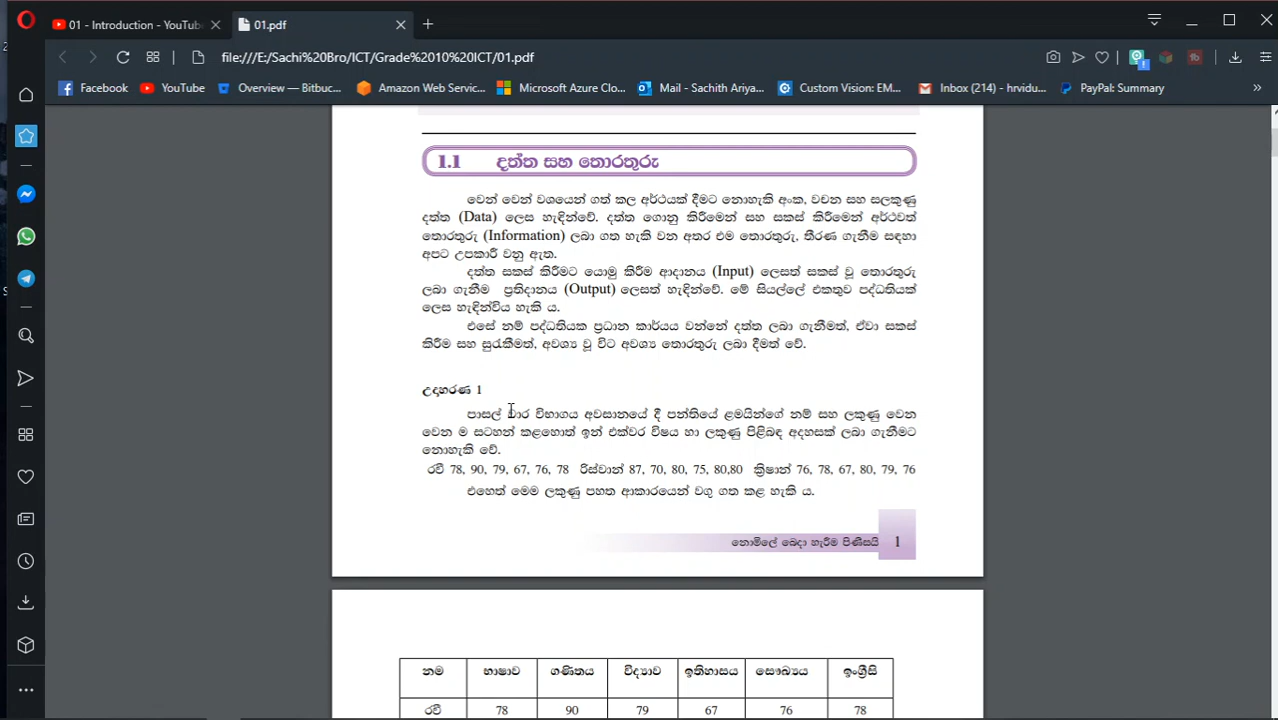 01 - Introduction - YouTube
01.pdf
file:///E:/Sachi%20Bro/ICT/Grade%2010%20ICT/01.pdf
Facebook
YouTube
Overview — Bitbuc...
Amazon Web Servic...
Microsoft Azure Clo...
Mail - Sachith Ariya...
Custom Vision: EM...
Inbox (214) - hrvidu...
PayPal: Summary
1.1 දත්ත සහ තොරතුරු
වෙන් වෙන් වශයෙන් ගත් කල අර්ථයක් දීමට නොහැකි අංක, වචන සහ සලකුණු
දත්ත (Data) ලෙස හැඳින්වේ. දත්ත ගොනු කිරීමෙන් සහ සකස් කිරීමෙන් අර්ථවත්
තොරතුරු (Information) ලබා ගත හැකි වන අතර එම තොරතුරු, තීරණ ගැනීම සඳහා
අපට උපකාරී වනු ඇත.
දත්ත සකස් කිරීමට යොමු කිරීම ආදානය (Input) ලෙසත් සකස් වූ තොරතුරු
ලබා ගැනීම ප්‍රතිදානය (Output) ලෙසත් හැඳින්වේ. මේ සියල්ලේ එකතුව පද්ධතියක්
ලෙස හැඳින්විය හැකි ය.
එසේ නම් පද්ධතියක ප්‍රධාන කාර්යය වන්නේ දත්ත ලබා ගැනීමත්, ඒවා සකස්
කිරීම සහ සුරැකීමත්, අවශ්‍ය වූ විට අවශ්‍ය තොරතුරු ලබා දීමත් වේ.
උදාහරණ 1
පාසල් වාර විභාගය අවසානයේ දී පන්තියේ ළමයින්ගේ නම් සහ ලකුණු වෙන
වෙන ම සටහන් කළහොත් ඉන් එක්වර විෂය හා ලකුණු පිළිබඳ අදහසක් ලබා ගැනීමට
නොහැකි වේ.
රවී 78, 90, 79, 67, 76, 78 රිස්වාන් 87, 70, 80, 75, 80,80 ක්‍රිෂාන් 76, 78, 67, 80, 79, 76
එහෙත් මෙම ලකුණු පහත ආකාරයෙන් වගු ගත කළ හැකි ය.
නොමිලේ බෙදා හැරීම පිණිසයි 1
නම භාෂාව ගණිතය විද්‍යාව ඉතිහාසය සෞඛ්‍යය ඉංග්‍රීසි
රවී 78 90 79 67 76 78